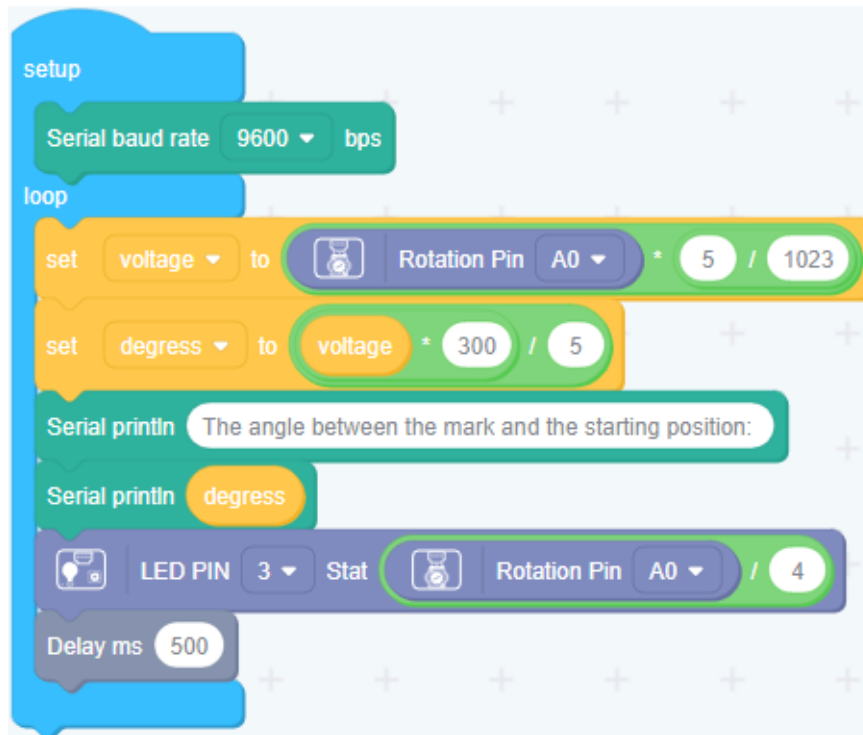 setup
Serial baud rate 9600 bps
loop
set voltage to Rotation Pin A0 * 5 / 1023
set degress to voltage * 300 / 5
Serial println The angle between the mark and the starting position:
Serial println degress
LED PIN 3 Stat Rotation Pin A0 / 4
Delay ms 500